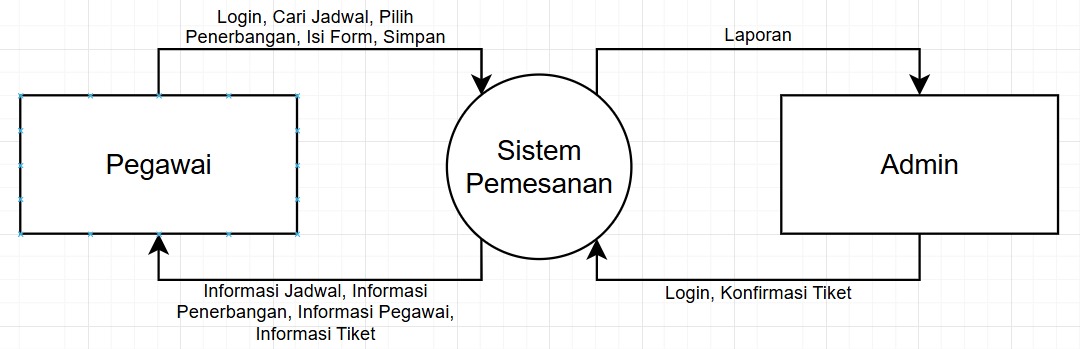 Login, Cari Jadwal, Pilih
Penerbangan, Isi Form, Simpan
Laporan
Pegawai
Sistem
Pemesanan
Admin
Informasi Jadwal, Informasi
Penerbangan, Informasi Pegawai,
Informasi Tiket
Login, Konfirmasi Tiket